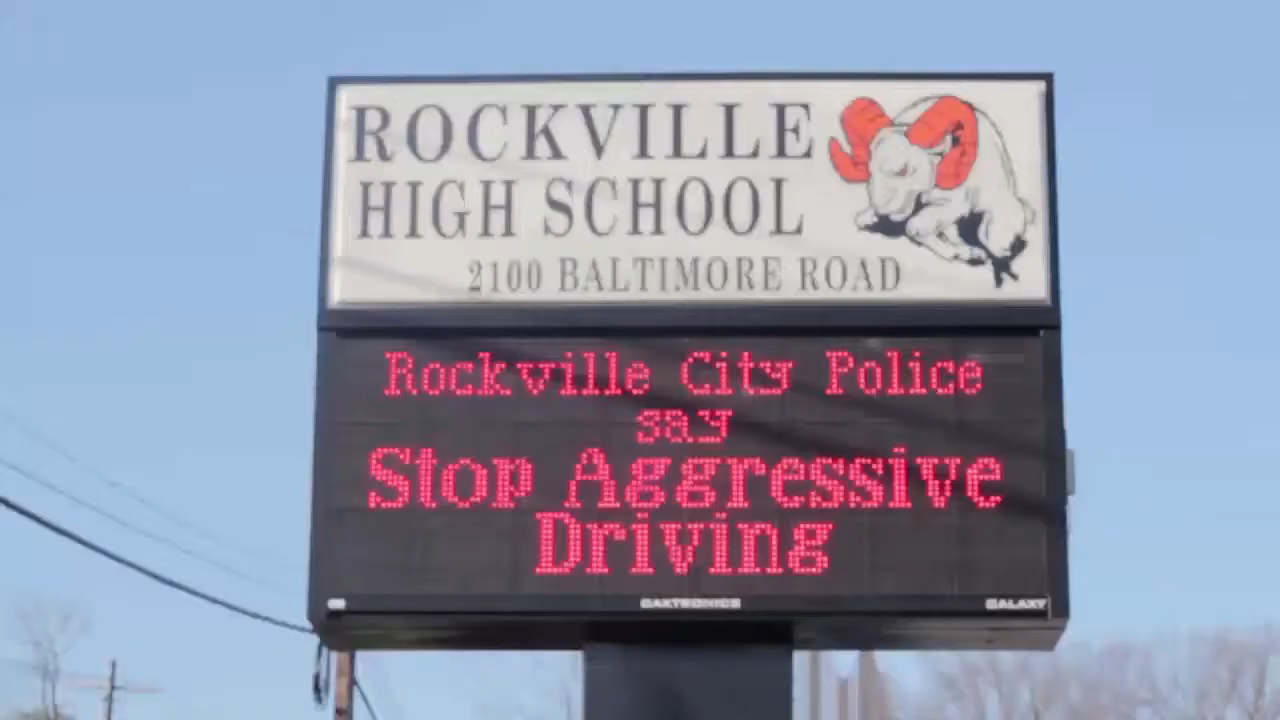 ROCKVILLE
HIGH SCHOOL
2100 BALTIMORE ROAD
Rockville City Police
say
Stop Aggressive
Driving
DAKTRONICS
GALAXY